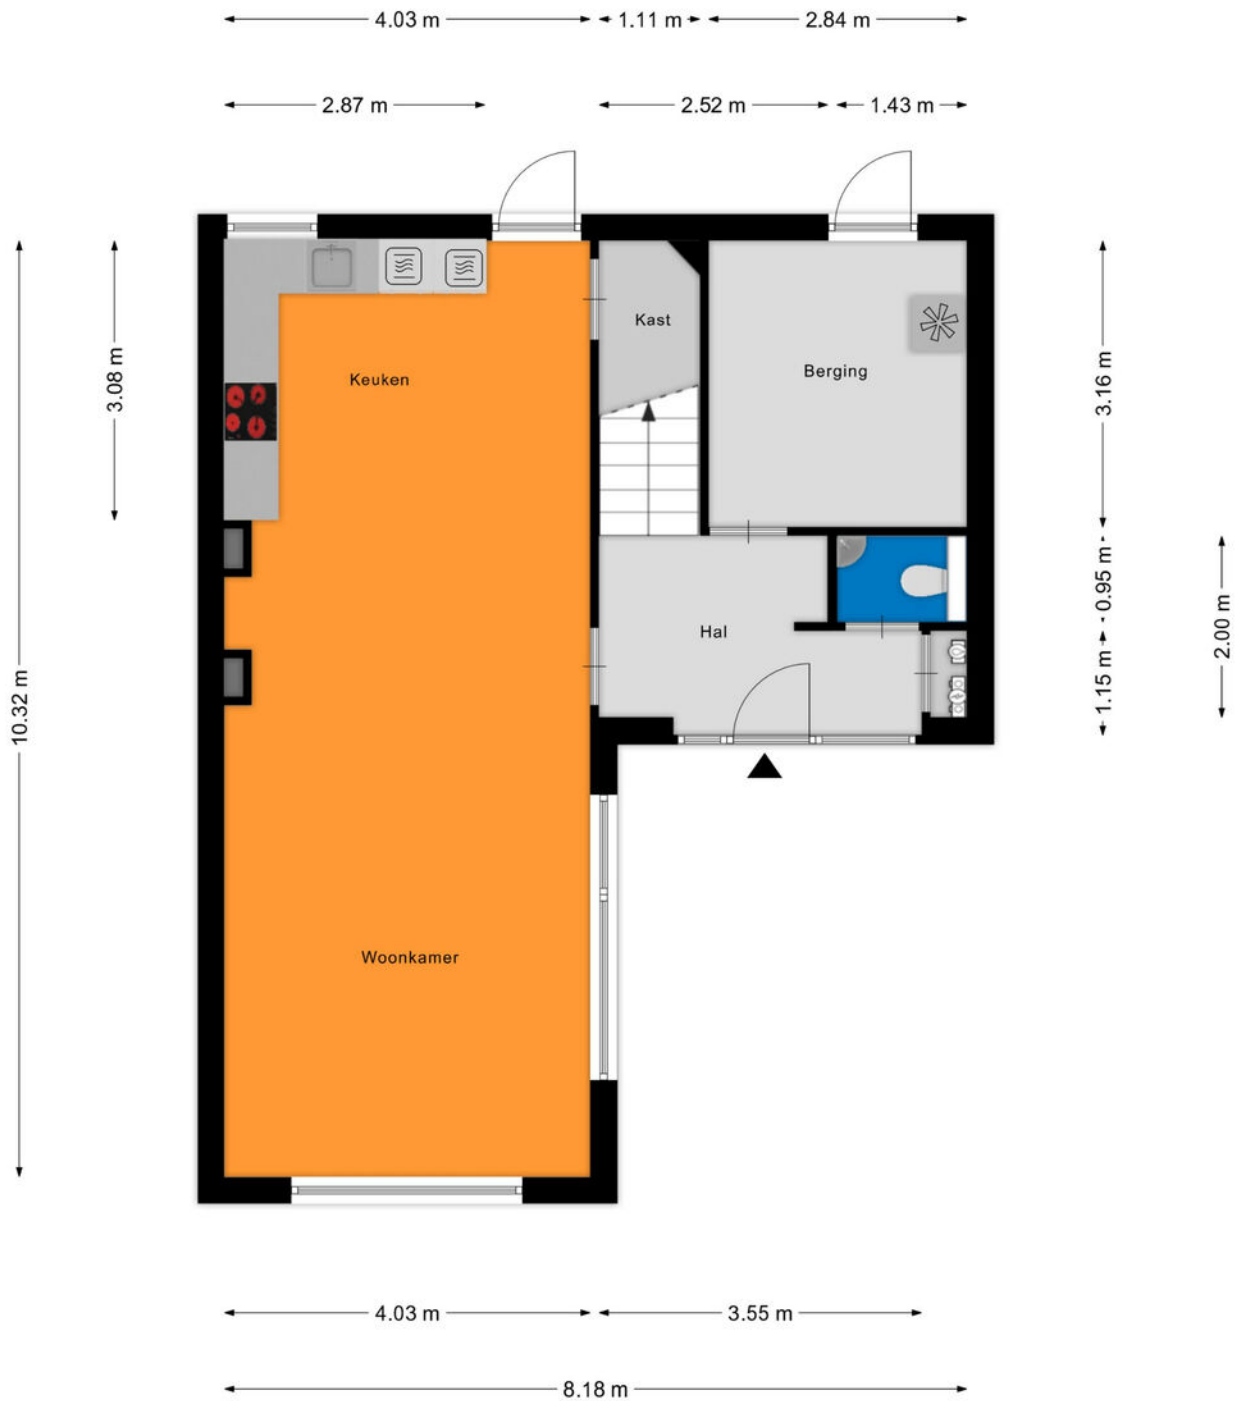 4.03 m
1.11 m
2.84 m
2.87 m
2.52 m
1.43 m
Kast
Berging
Keuken
3.08 m
3.16 m
0.95 m
2.00 m
Hal
1.15 m
10.32 m
Woonkamer
4.03 m
3.55 m
8.18 m